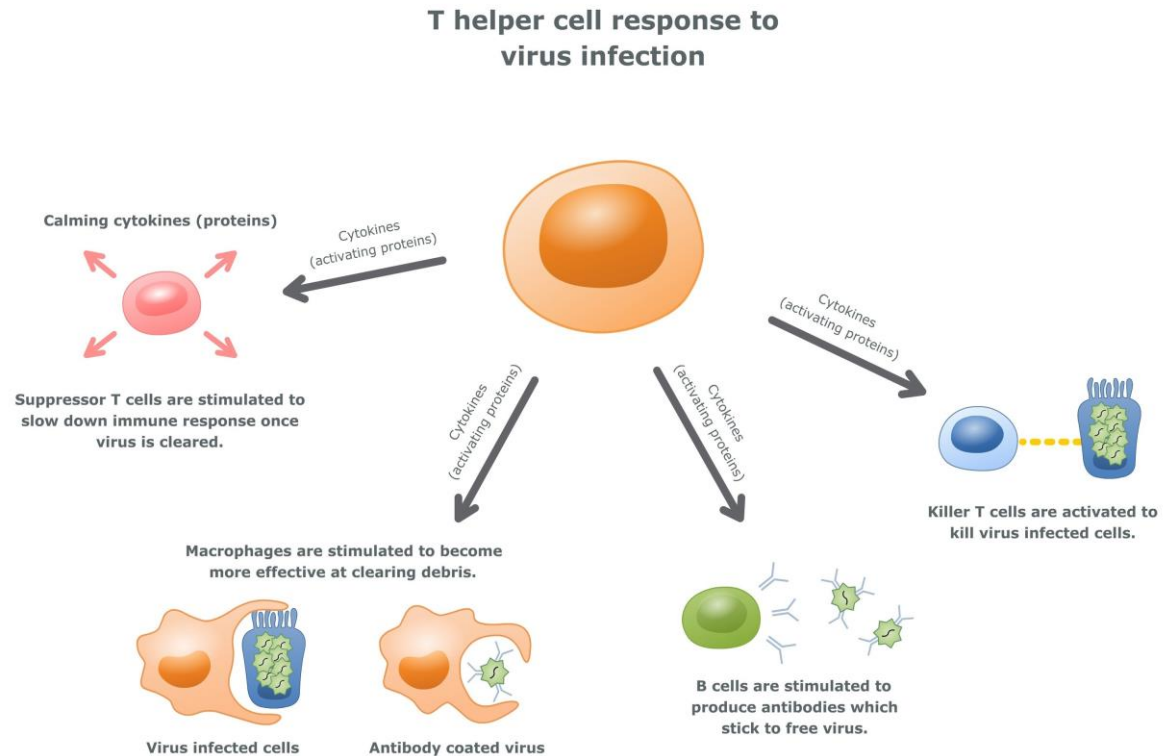 T helper cell response to
virus infection
Calming cytokines (proteins)
Cytokines
(activating proteins)
Suppressor T cells are stimulated to
slow down immune response once
virus is cleared.
Cytokines
(activating proteins)
Macrophages are stimulated to become
more effective at clearing debris.
Virus infected cells
Antibody coated virus
Cytokines
(activating proteins)
B cells are stimulated to
produce antibodies which
stick to free virus.
Cytokines
(activating proteins)
Killer T cells are activated to
kill virus infected cells.